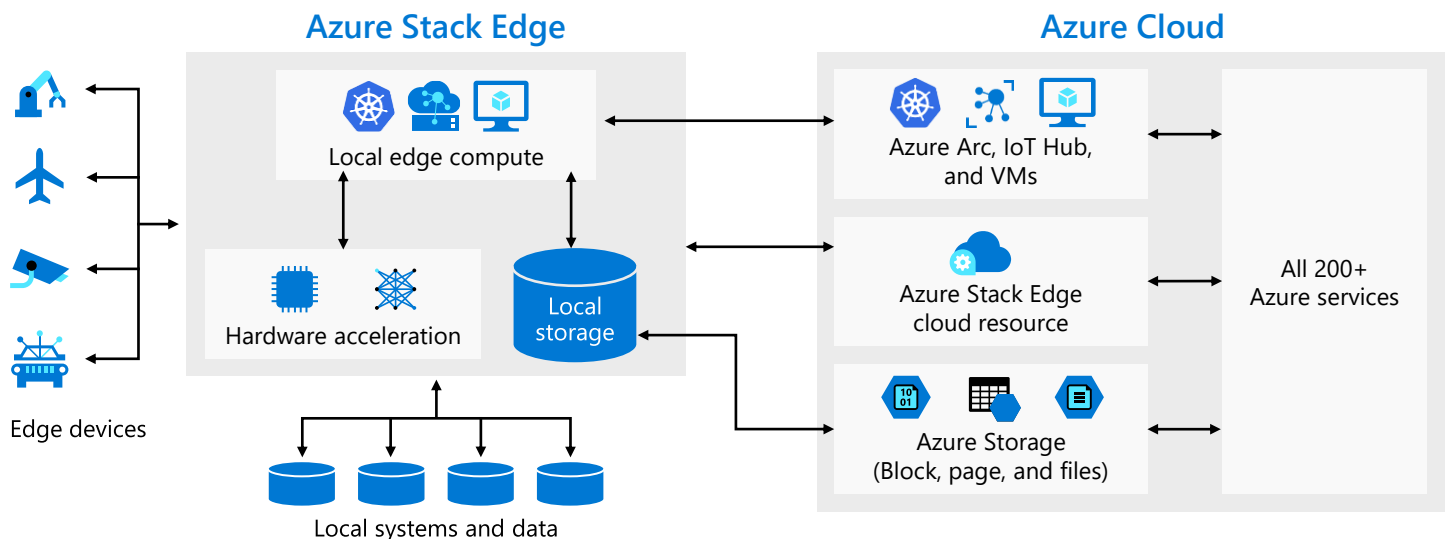 Azure Stack Edge
Azure Cloud
Local edge compute
Hardware acceleration
Local
storage
Edge devices
Local systems and data
Azure Arc, IoT Hub,
and VMs
Azure Stack Edge
cloud resource
10
01
Azure Storage
(Block, page, and files)
All 200+
Azure services